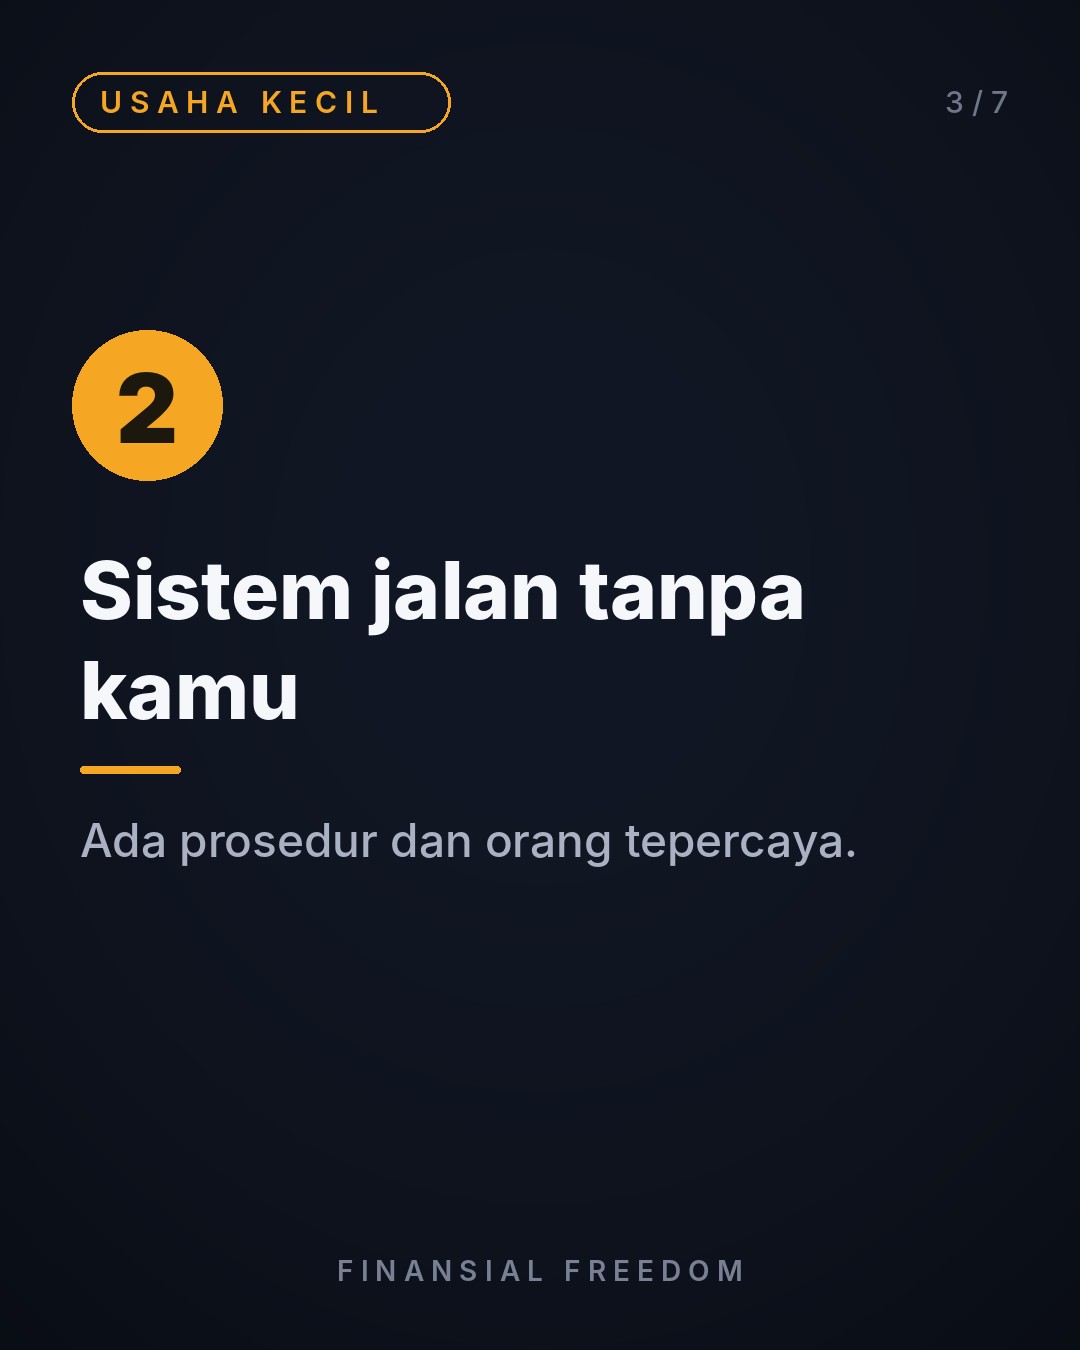 USAHA KECIL
3 / 7
2
Sistem jalan tanpa
kamu
Ada prosedur dan orang tepercaya.
FINANSIAL FREEDOM